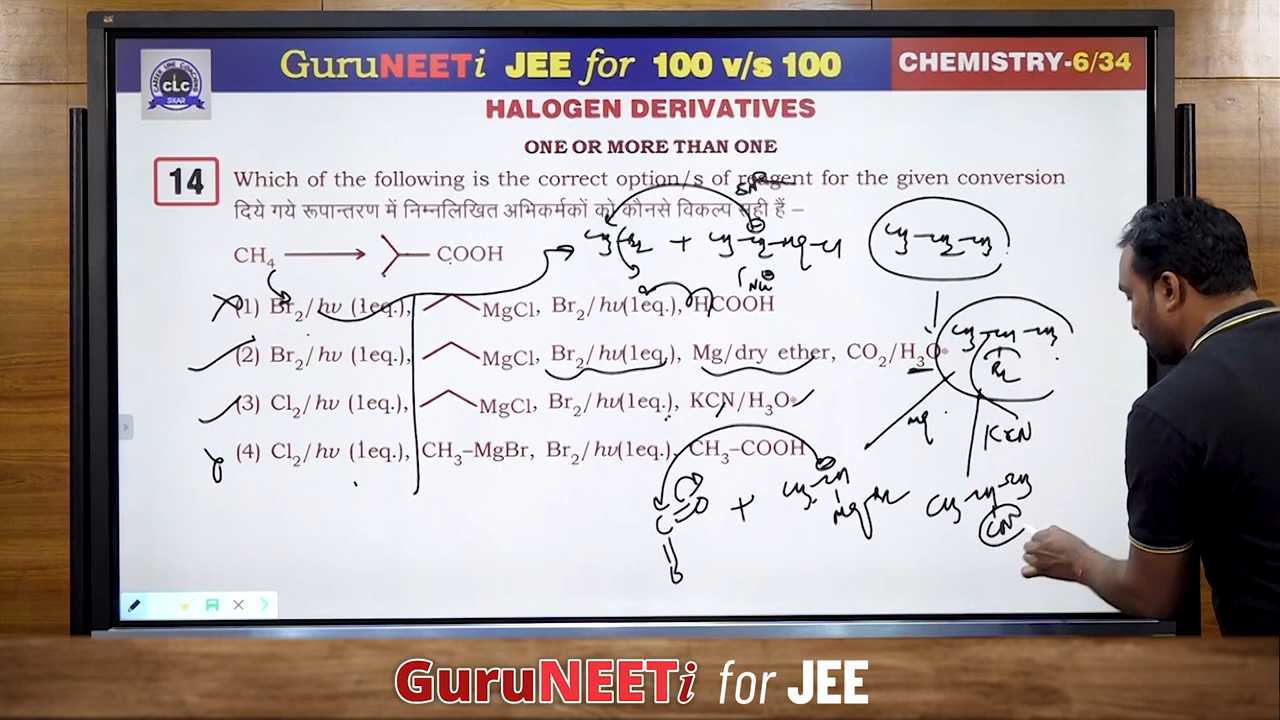 CAREER LINE COACHING
CLC
SIKAR
GuruNEETi JEE for 100 v/s 100
CHEMISTRY-6/34
HALOGEN DERIVATIVES
ONE OR MORE THAN ONE
14 Which of the following is the correct option/s of reagent for the given conversion
दिये गये रूपान्तरण में निम्नलिखित अभिकर्मकों को कौनसे विकल्प सही हैं –
CH₄ ⟶ COOH
(1) Br₂/hν (1eq.), MgCl, Br₂/hν(1eq.), HCOOH
(2) Br₂/hν (1eq.), MgCl, Br₂/hν(1eq.), Mg/dry ether, CO₂/H₃O
(3) Cl₂/hν (1eq.), MgCl, Br₂/hν(1eq.), KCN/H₃O
(4) Cl₂/hν (1eq.), CH₃–MgBr, Br₂/hν(1eq.), CH₃–COOH
GuruNEETi for JEE